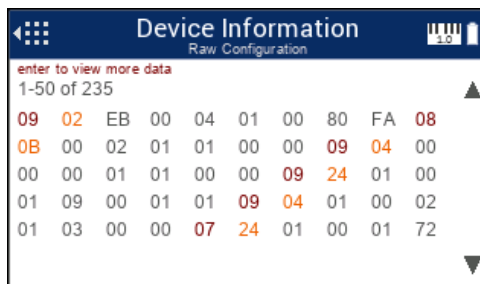 Device Information
Raw Configuration
1.0
enter to view more data
1-50 of 235
09 02 EB 00 04 01 00 80 FA 08
0B 00 02 01 01 00 00 09 04 00
00 00 01 01 00 00 09 24 01 00
01 09 00 01 01 09 04 01 00 02
01 03 00 00 07 24 01 00 01 72